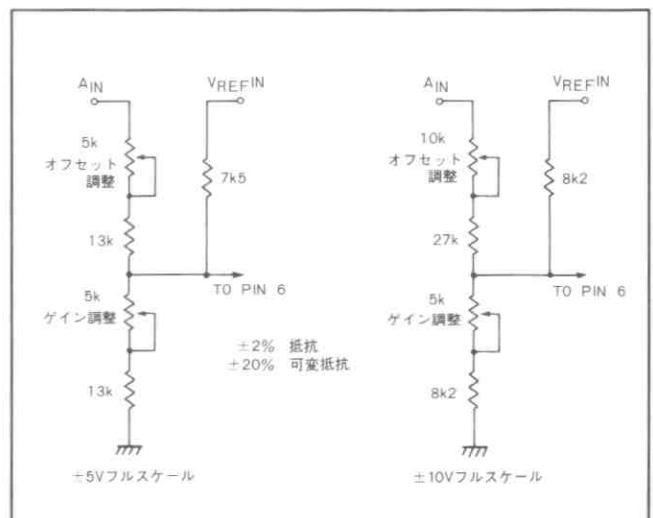 AIN
VREFIN
5k
オフセット
調整
7k5
13k
TO PIN 6
5k
ゲイン調整
13k
±5Vフルスケール
±2% 抵抗
±20% 可変抵抗
AIN
VREFIN
10k
オフセット
調整
8k2
27k
TO PIN 6
5k
ゲイン調整
8k2
±10Vフルスケール